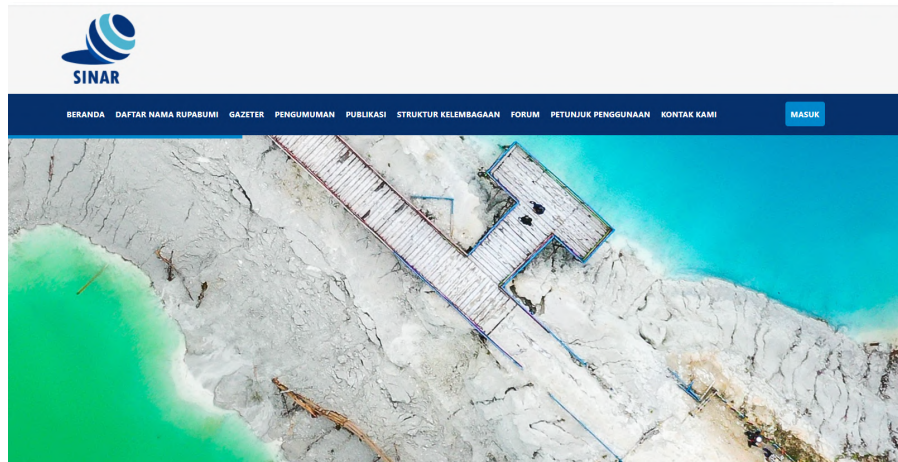 SINAR
BERANDA DAFTAR NAMA RUPABUMI GAZETER PENGUMUMAN PUBLIKASI STRUKTUR KELEMBAGAAN FORUM PETUNJUK PENGGUNAAN KONTAK KAMI MASUK